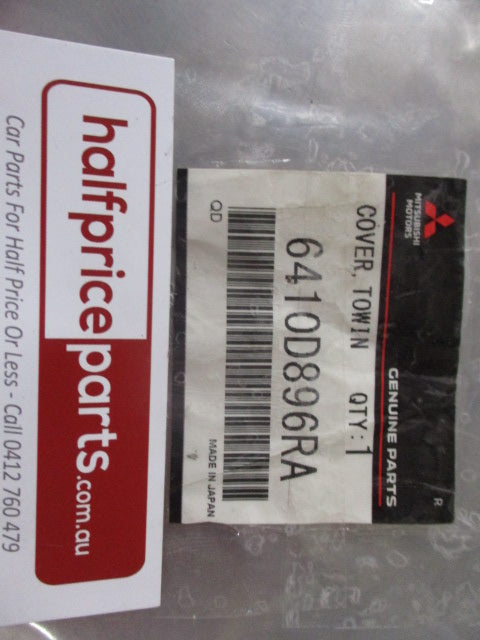 MITSUBISHI
MOTORS
GENUINE PARTS
R
COVER, TOWIN QTY:1
6410D896RA
QD
MADE IN JAPAN
halfpriceparts.com.au
Car Parts For Half Price Or Less - Call 0412 760 479